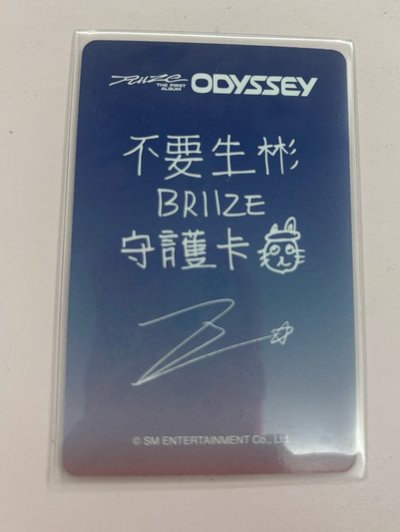 RIIZE THE FIRST ALBUM ODYSSEY
不要生彬
BRIIZE
守護卡
© SM ENTERTAINMENT Co., Ltd.